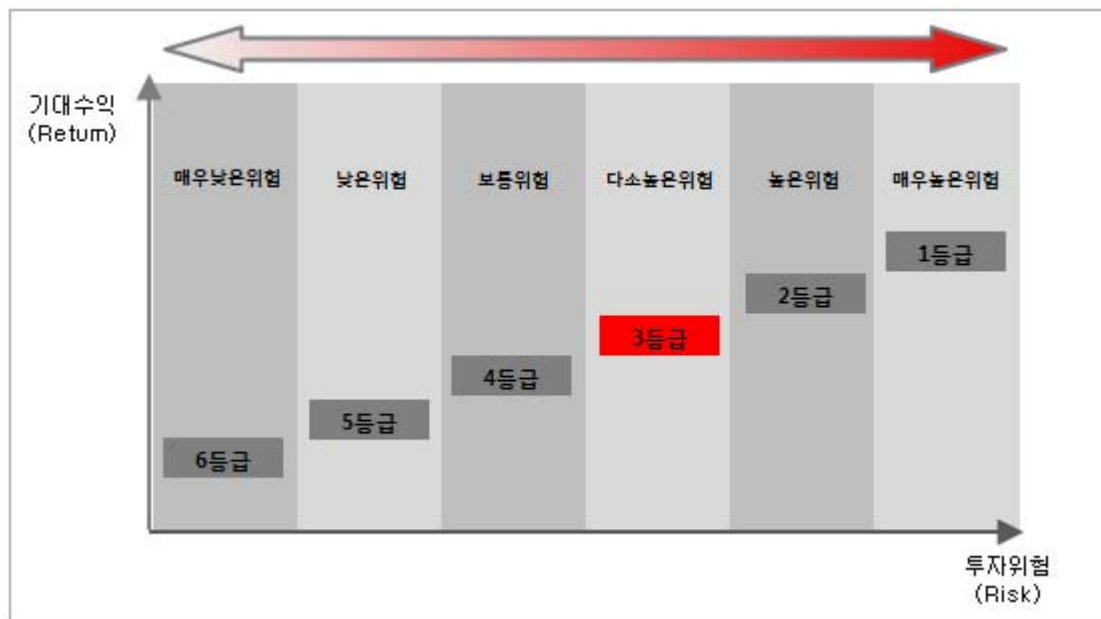 기대수익
(Return)
매우낮은위험 낮은위험 보통위험 다소높은위험 높은위험 매우높은위험
1등급
2등급
3등급
4등급
5등급
6등급
투자위험
(Risk)